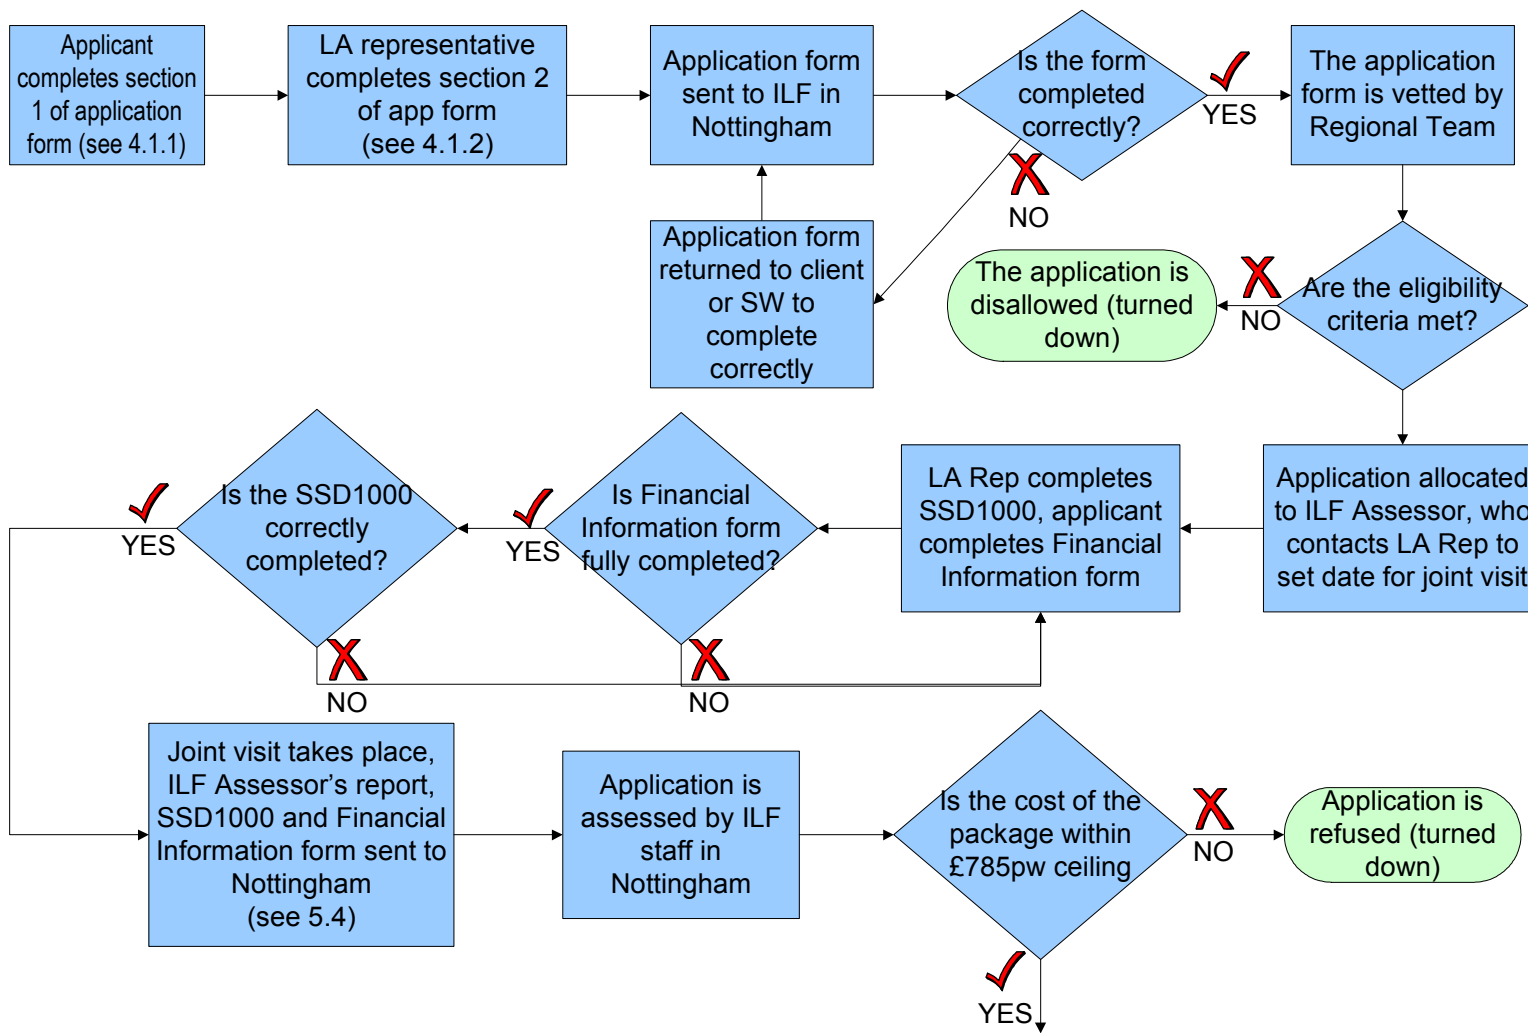 Applicant
completes section
1 of application
form (see 4.1.1)
LA representative
completes section 2
of app form
(see 4.1.2)
Application form
sent to ILF in
Nottingham
Is the form
completed
correctly?
YES
NO
The application
form is vetted by
Regional Team
Application form
returned to client
or SW to
complete
correctly
The application is
disallowed (turned
down)
NO
Are the eligibility
criteria met?
Application allocated
to ILF Assessor, who
contacts LA Rep to
set date for joint visit
LA Rep completes
SSD1000, applicant
completes Financial
Information form
Is Financial
Information form
fully completed?
YES
NO
Is the SSD1000
correctly
completed?
YES
NO
Joint visit takes place,
ILF Assessor’s report,
SSD1000 and Financial
Information form sent to
Nottingham
(see 5.4)
Application is
assessed by ILF
staff in
Nottingham
Is the cost of the
package within
£785pw ceiling
NO
Application is
refused (turned
down)
YES